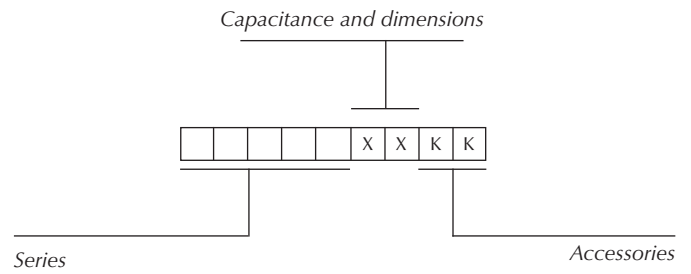 Capacitance and dimensions
X X K K
Series
Accessories